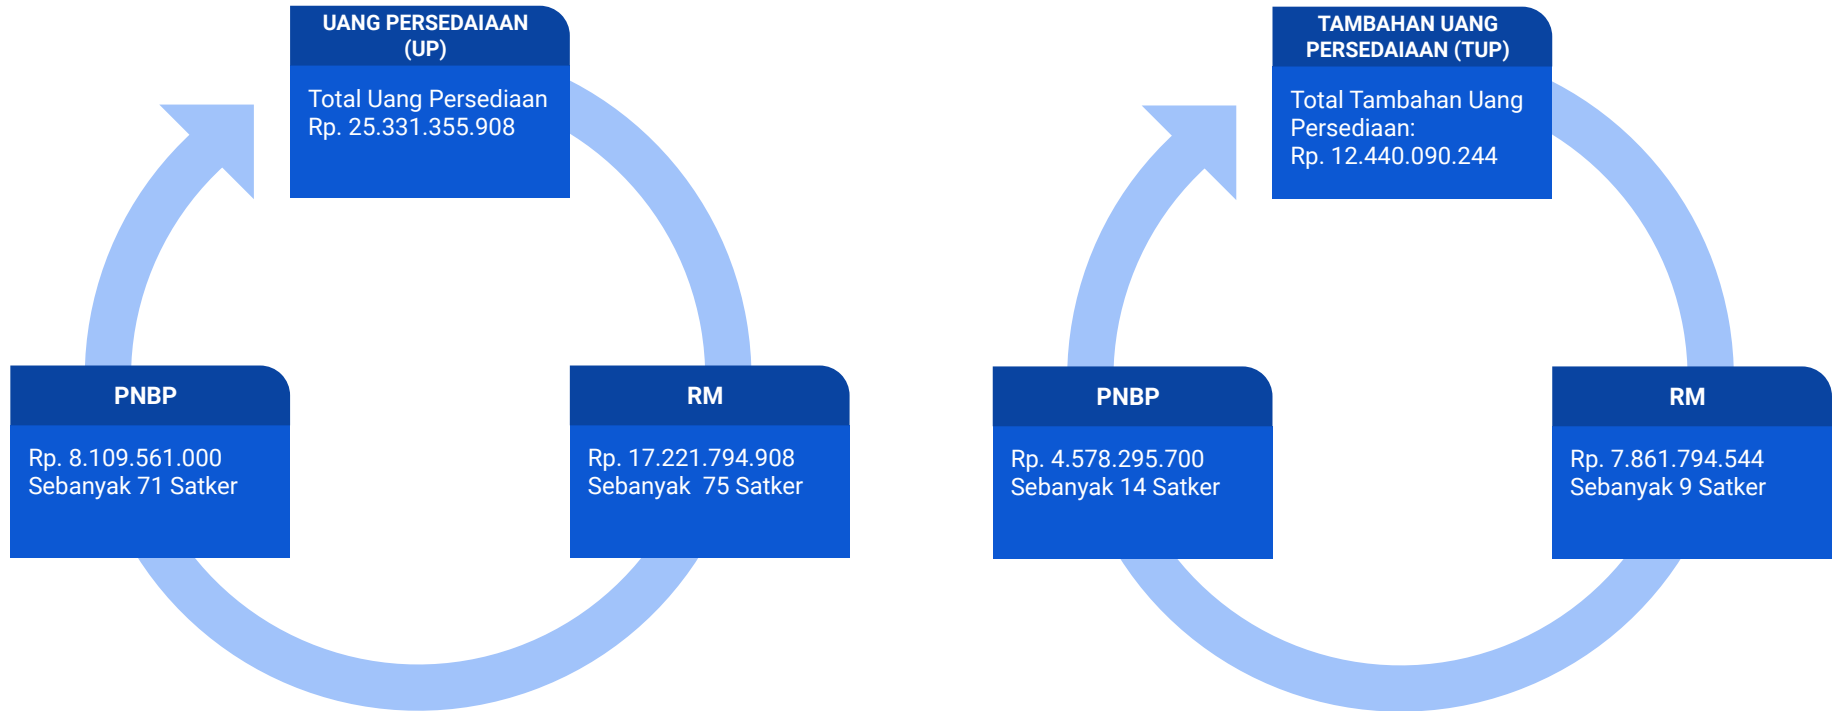 UANG PERSEDAIAAN
(UP)
Total Uang Persediaan
Rp. 25.331.355.908
PNBP
Rp. 8.109.561.000
Sebanyak 71 Satker
RM
Rp. 17.221.794.908
Sebanyak  75 Satker
TAMBAHAN UANG
PERSEDAIAAN (TUP)
Total Tambahan Uang
Persediaan:
Rp. 12.440.090.244
PNBP
Rp. 4.578.295.700
Sebanyak 14 Satker
RM
Rp. 7.861.794.544
Sebanyak 9 Satker